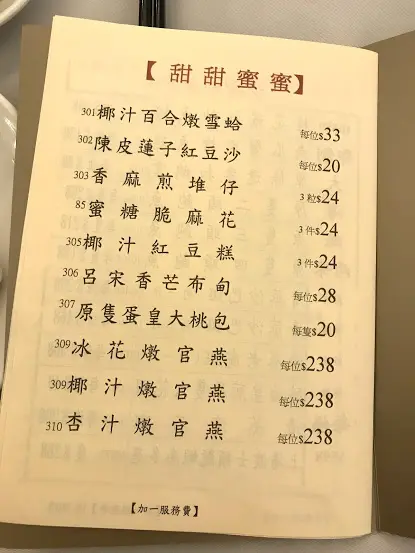 【甜甜蜜蜜】
301椰汁百合燉雪蛤 每位$33
302陳皮蓮子紅豆沙 每位$20
303香麻煎堆仔 3粒$24
85蜜糖脆麻花 3件$24
305椰汁紅豆糕 3件$24
306呂宋香芒布甸 每位$28
307原隻蛋皇大桃包 每隻$20
309冰花燉官燕 每位$238
309椰汁燉官燕 每位$238
310杏汁燉官燕 每位$238
【加一服務費】